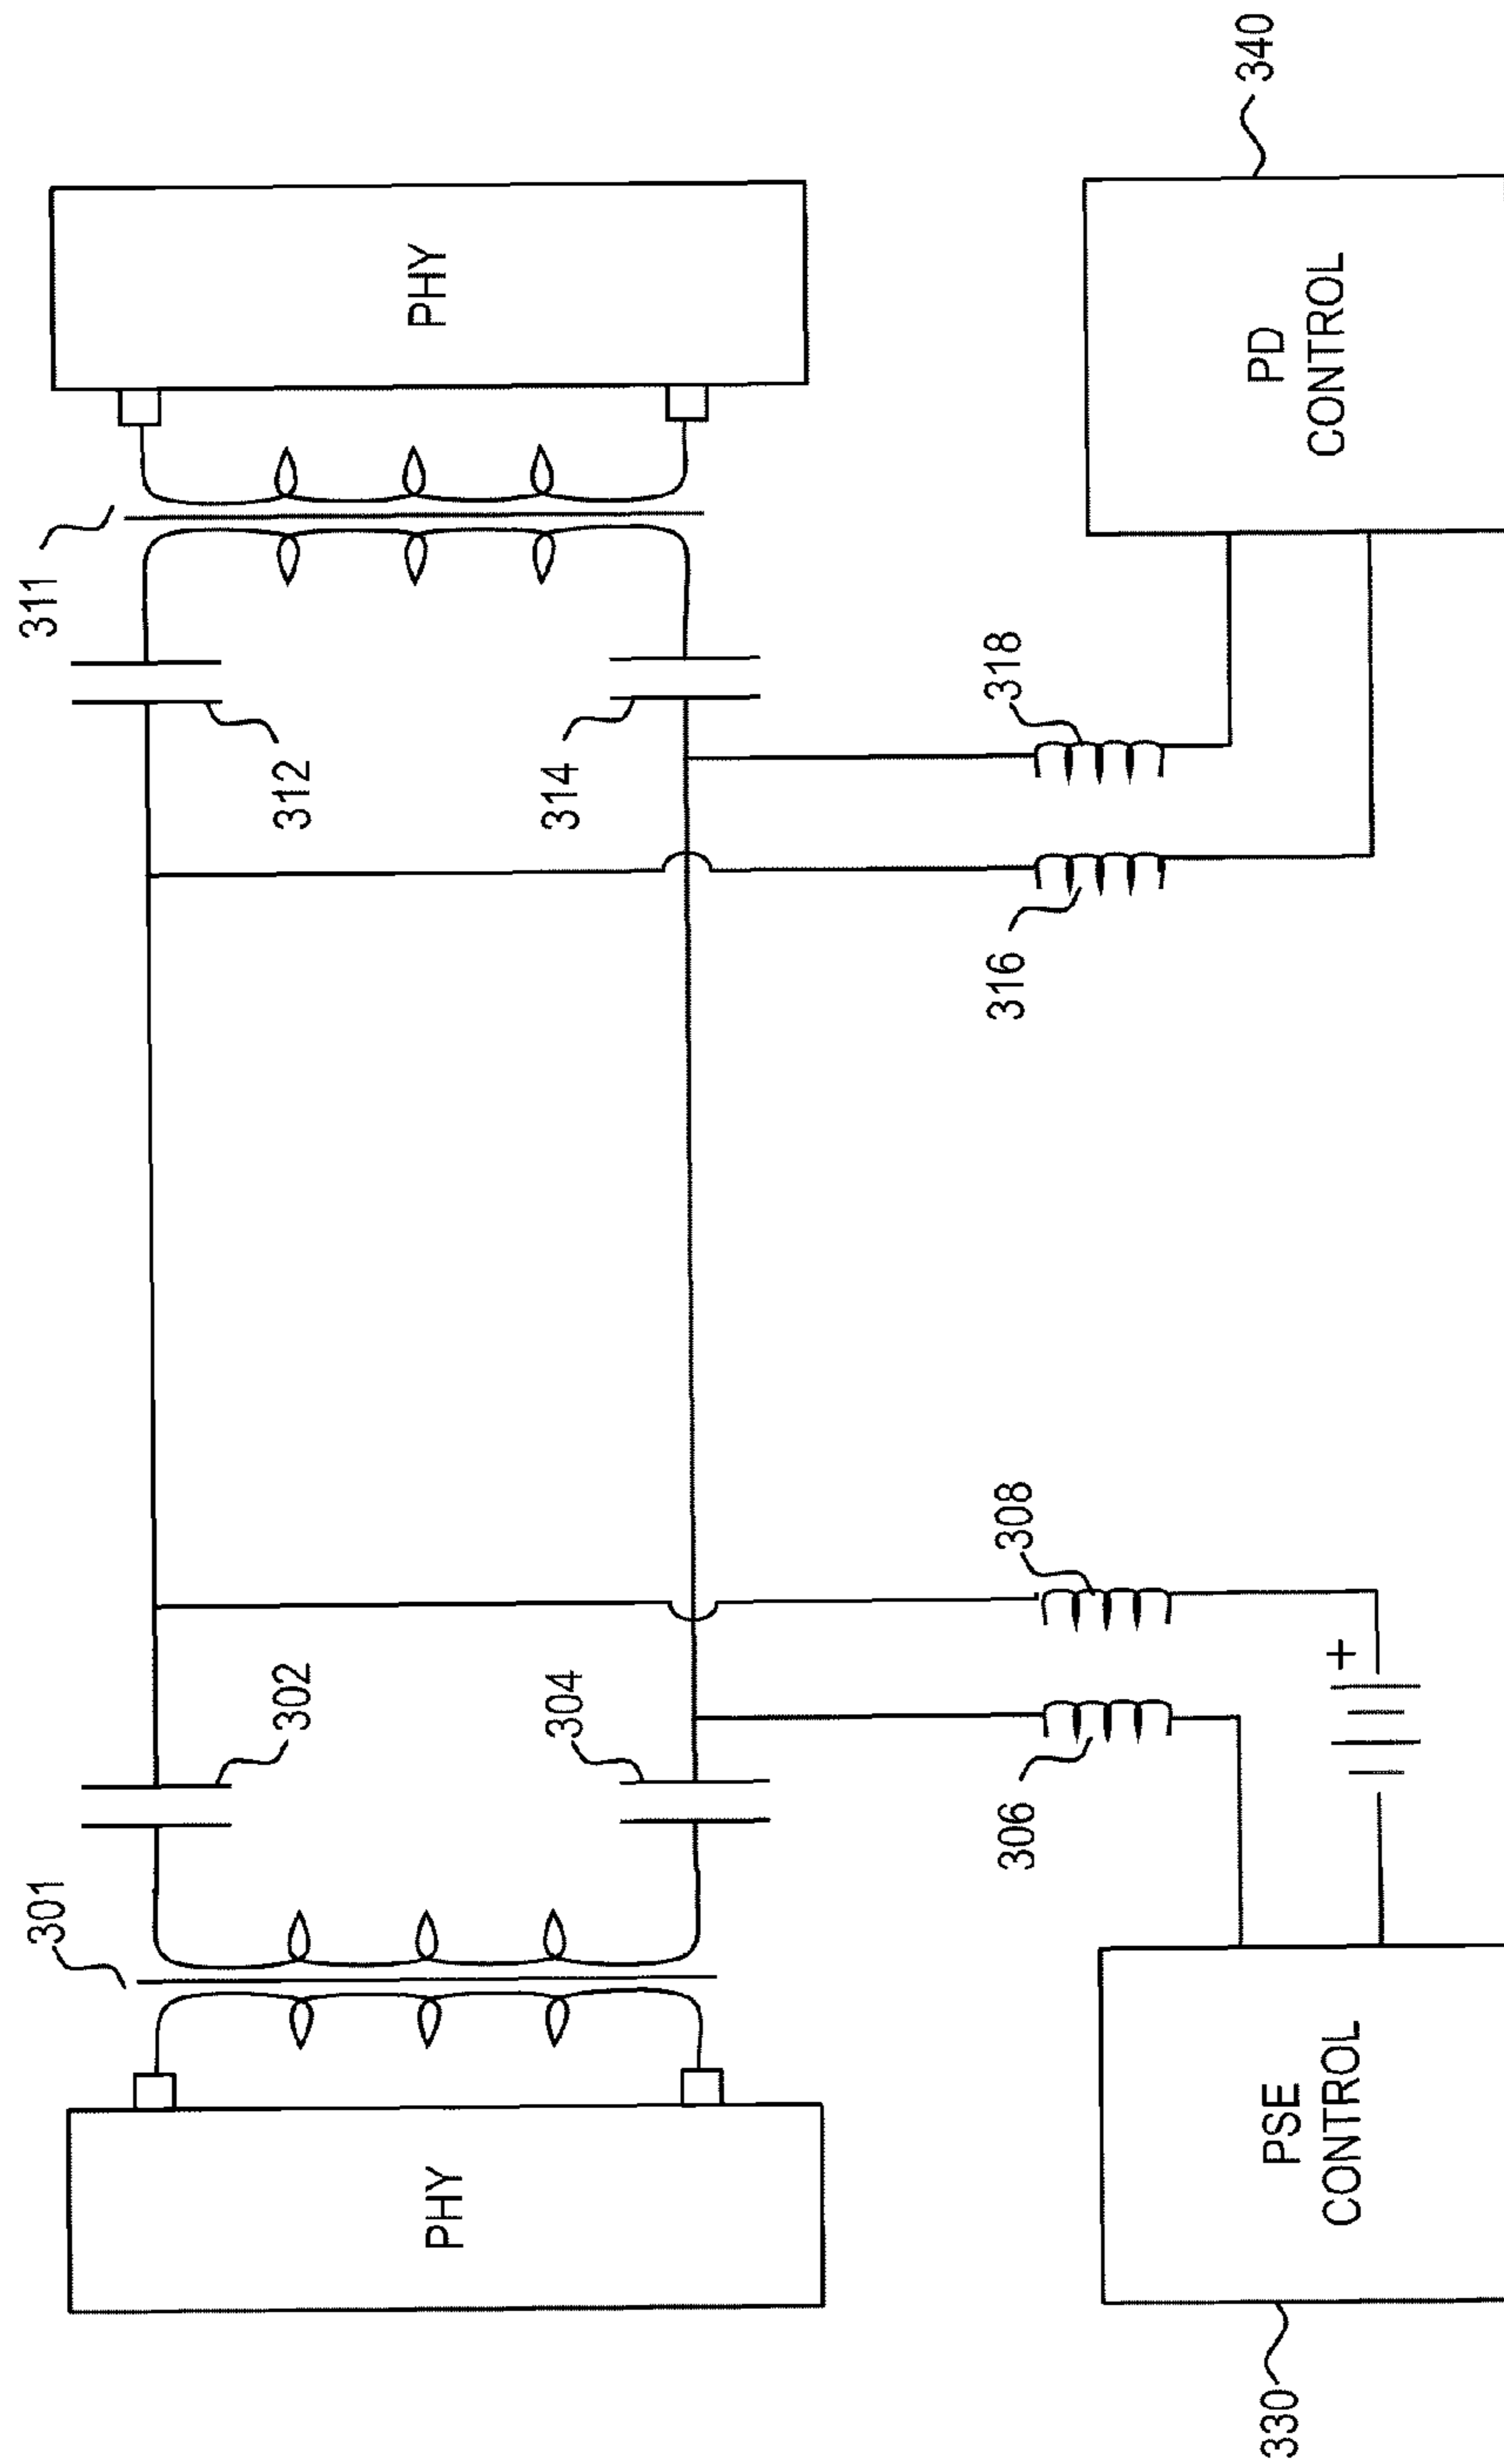 301
311
PHY
302
312
PHY
304
314
308
318
306
316
+
PSE
CONTROL
PD
CONTROL
330
340